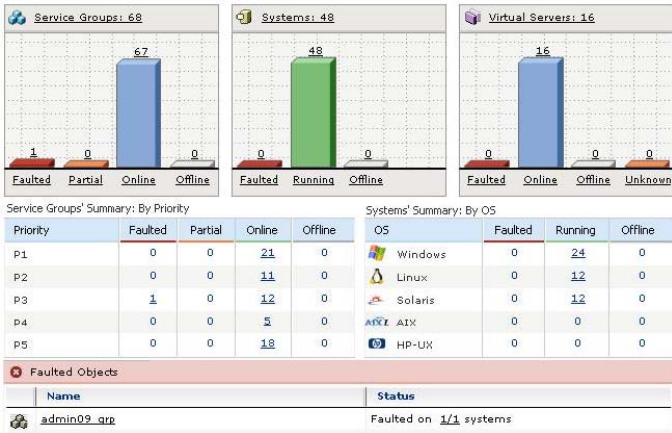 Service Groups: 68
67
1
0
0
Faulted Partial Online Offline
Systems: 48
48
0
0
Faulted Running Offline
Virtual Servers: 16
16
0
0
0
Faulted Online Offline Unknown
Service Groups' Summary: By Priority
Priority Faulted Partial Online Offline
P1 0 0 21 0
P2 0 0 11 0
P3 1 0 12 0
P4 0 0 5 0
P5 0 0 18 0
Systems' Summary: By OS
OS Faulted Running Offline
Windows 0 24 0
Linux 0 12 0
Solaris 0 12 0
AIX 0 0 0
HP-UX 0 0 0
Faulted Objects
Name Status
admin09_grp Faulted on 1/1 systems